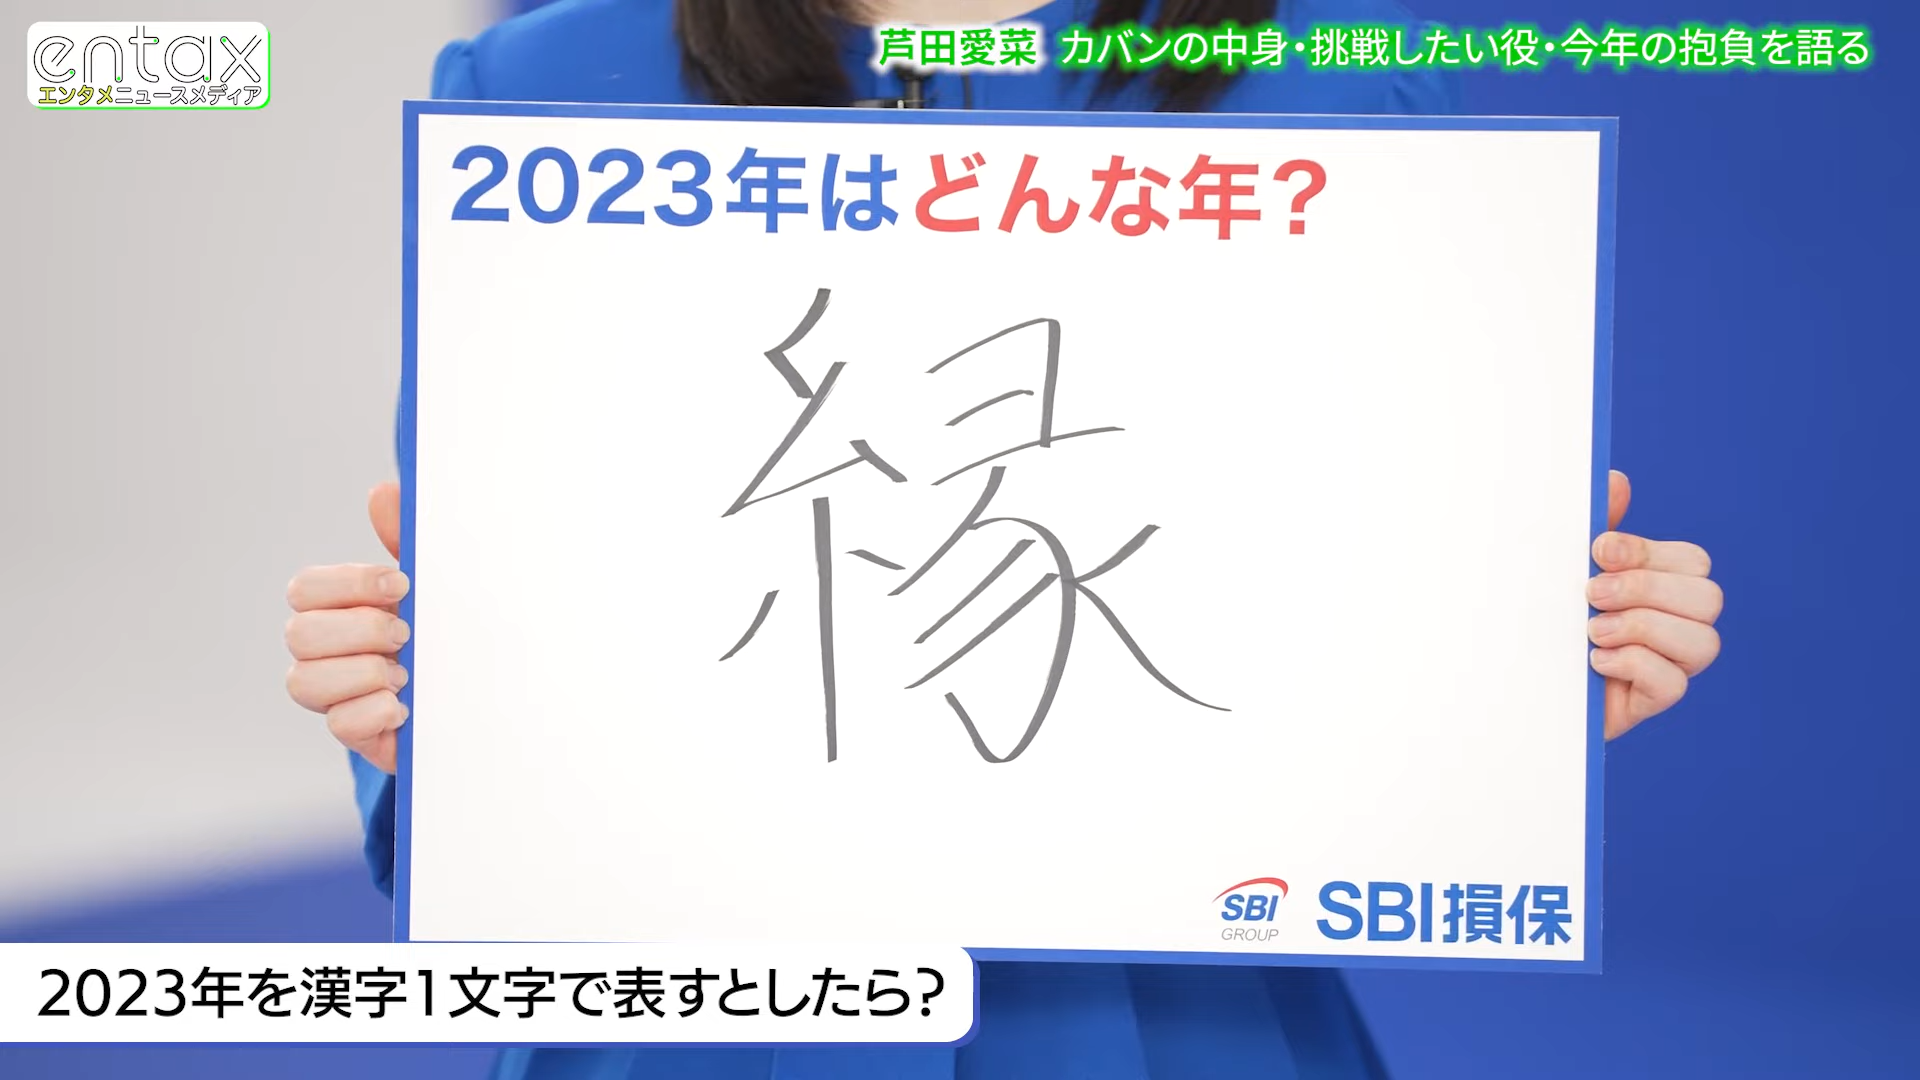 entax
エンタメニュースメディア
芦田愛菜 カバンの中身・挑戦したい役・今年の抱負を語る
2023年はどんな年?
縁
SBI
GROUP
SBI損保
2023年を漢字1文字で表すとしたら?